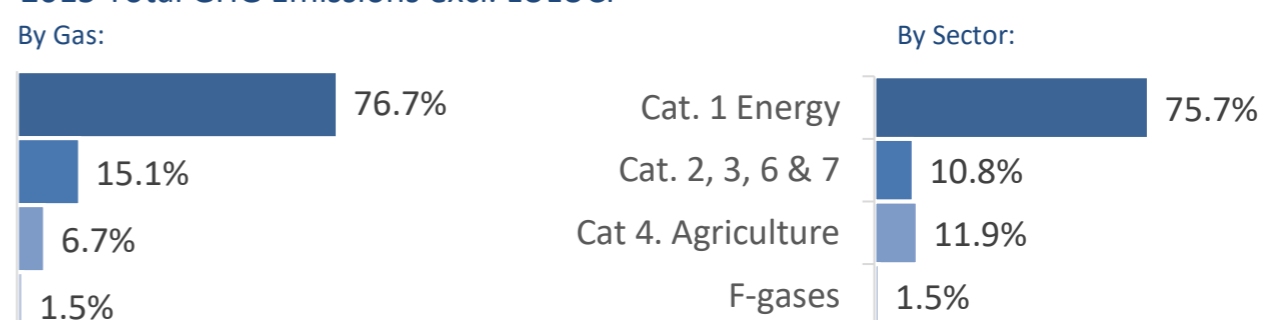 By Gas:
By Sector:
76.7%
Cat. 1 Energy
75.7%
15.1%
Cat. 2, 3, 6 & 7
10.8%
6.7%
Cat 4. Agriculture
11.9%
1.5%
F-gases
1.5%